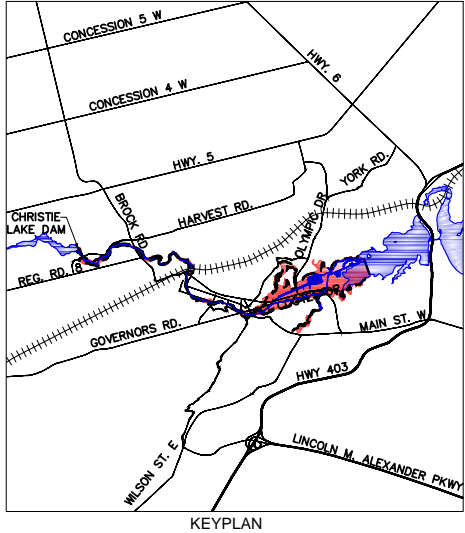 CONCESSION 5 W
HWY. 6
CONCESSION 4 W
HWY. 5
YORK RD.
BROCK RD.
HARVEST RD.
OLYMPIC DR
CHRISTIE
LAKE DAM
REG. RD. (8)
GOVERNORS RD.
MAIN ST. W
HWY 403
WILSON ST. E
LINCOLN M. ALEXANDER PKWY
KEYPLAN